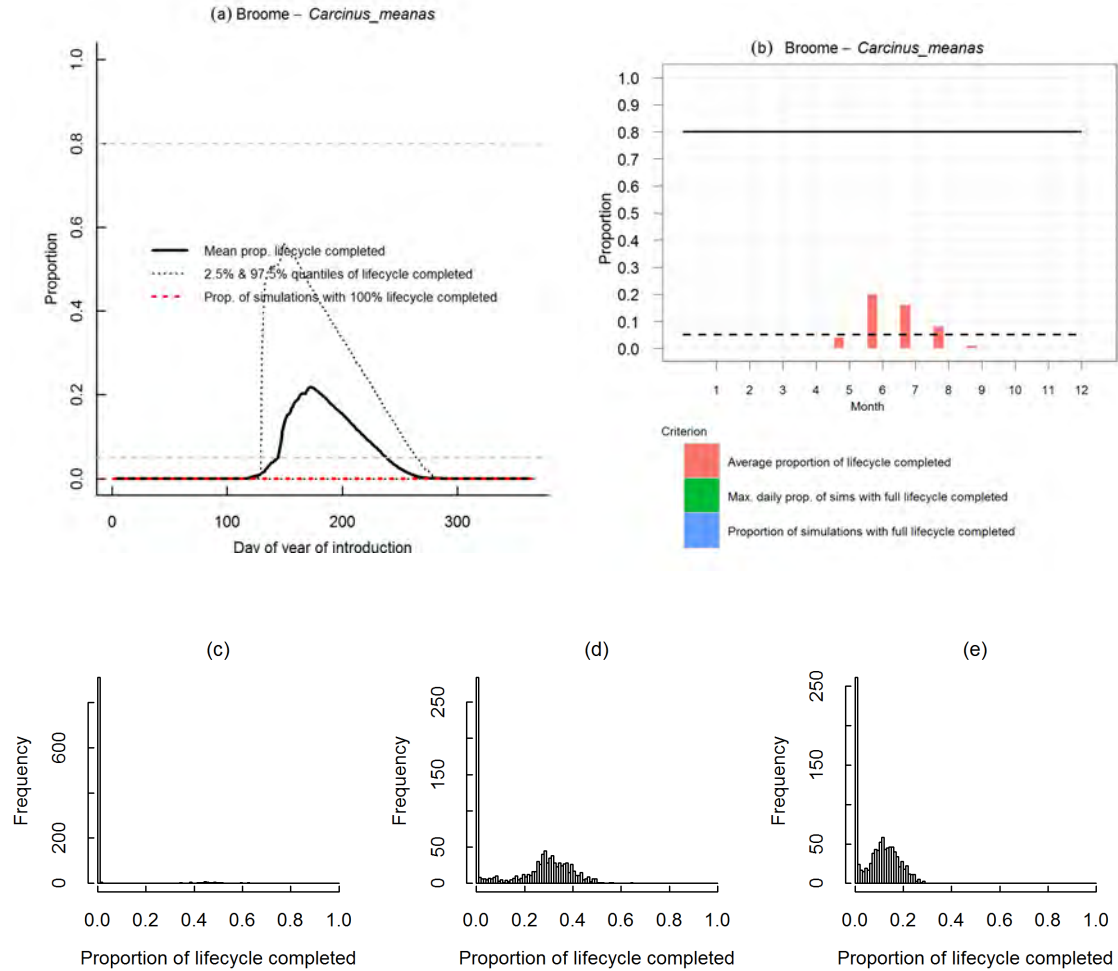 (a) Broome – Carcinus_meanas
Proportion
1.0
0.8
0.6
0.4
0.2
0.0
Mean prop. lifecycle completed
2.5% & 97.5% quantiles of lifecycle completed
Prop. of simulations with 100% lifecycle completed
0 100 200 300
Day of year of introduction
(b) Broome – Carcinus_meanas
Proportion
1.0
0.9
0.8
0.7
0.6
0.5
0.4
0.3
0.2
0.1
0.0
1 2 3 4 5 6 7 8 9 10 11 12
Month
Criterion
Average proportion of lifecycle completed
Max. daily prop. of sims with full lifecycle completed
Proportion of simulations with full lifecycle completed
(c)
Frequency
600
200
0
0.0 0.2 0.4 0.6 0.8 1.0
Proportion of lifecycle completed
(d)
Frequency
250
150
50
0
0.0 0.2 0.4 0.6 0.8 1.0
Proportion of lifecycle completed
(e)
Frequency
250
150
50
0
0.0 0.2 0.4 0.6 0.8 1.0
Proportion of lifecycle completed